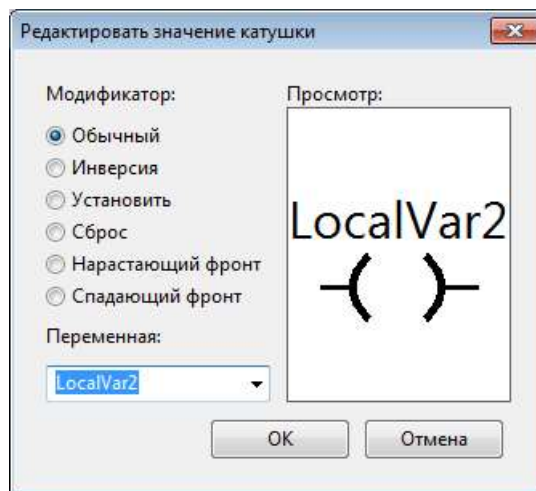 Редактировать значение катушки
Модификатор:
Просмотр:
Обычный
Инверсия
Установить
Сброс
Нарастающий фронт
Спадающий фронт
LocalVar2
Переменная:
LocalVar2
OK
Отмена